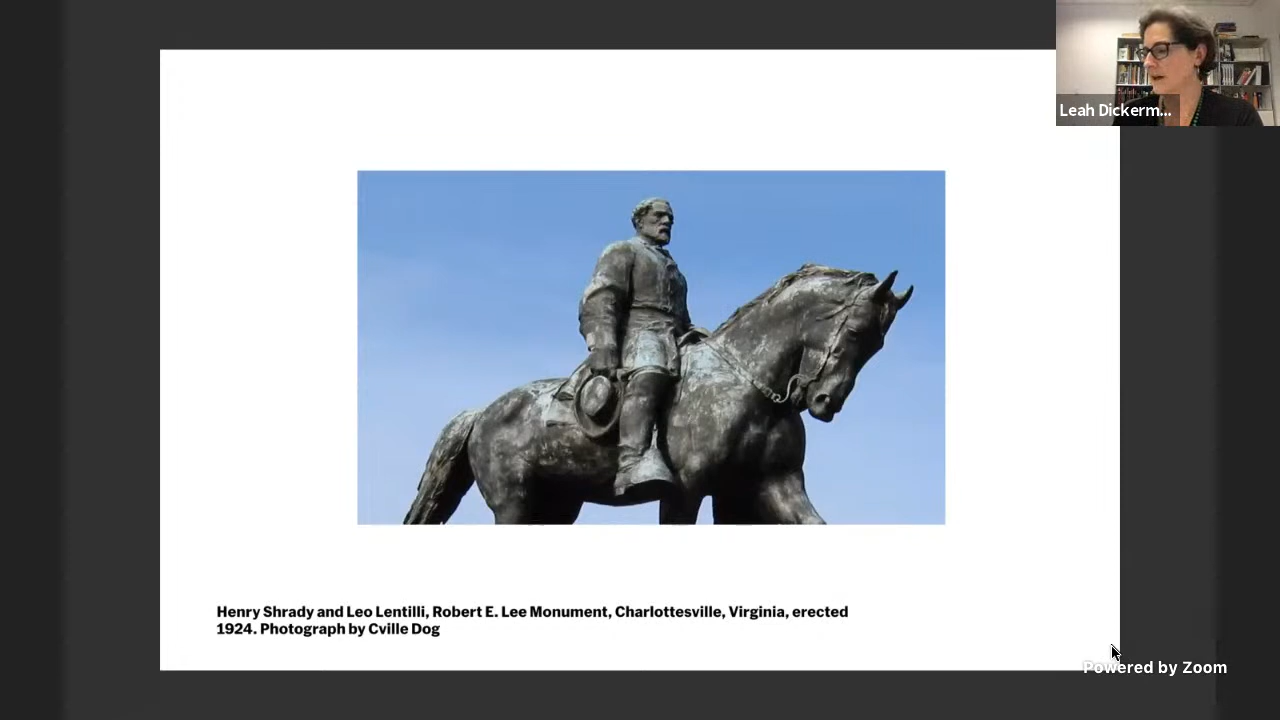 Leah Dickerm...
Henry Shrady and Leo Lentilli, Robert E. Lee Monument, Charlottesville, Virginia, erected
1924. Photograph by Cville Dog
Powered by Zoom